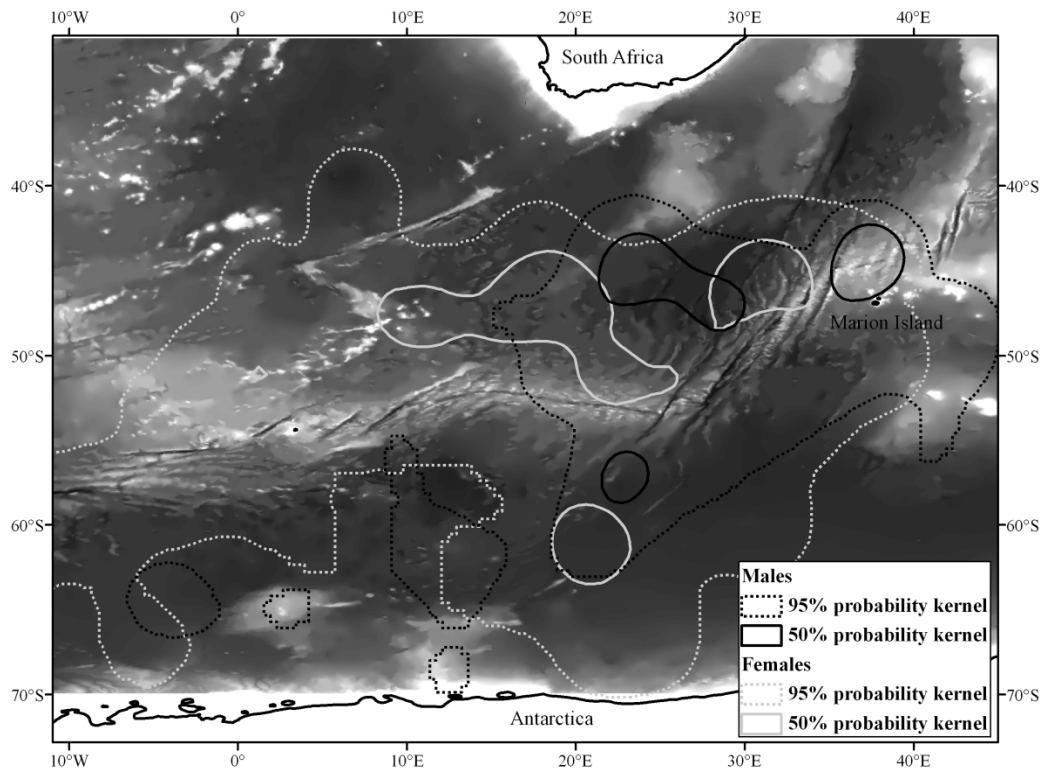 10°W 0° 10°E 20°E 30°E 40°E
South Africa
40°S 40°S
Marion Island
50°S 50°S
60°S 60°S
Males
95% probability kernel
50% probability kernel
Females
95% probability kernel
50% probability kernel
70°S 70°S
Antarctica
10°W 0° 10°E 20°E 30°E 40°E